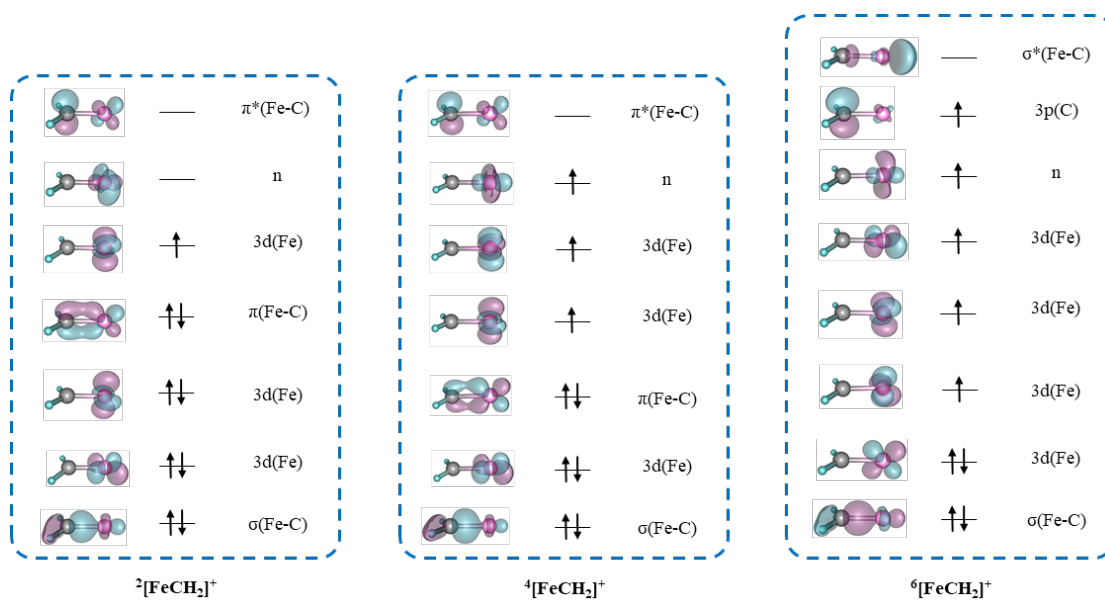 π*(Fe-C)
n
3d(Fe)
π(Fe-C)
3d(Fe)
3d(Fe)
σ(Fe-C)
²[FeCH₂]⁺
π*(Fe-C)
n
3d(Fe)
3d(Fe)
π(Fe-C)
3d(Fe)
σ(Fe-C)
⁴[FeCH₂]⁺
σ*(Fe-C)
3p(C)
n
3d(Fe)
3d(Fe)
3d(Fe)
3d(Fe)
σ(Fe-C)
⁶[FeCH₂]⁺